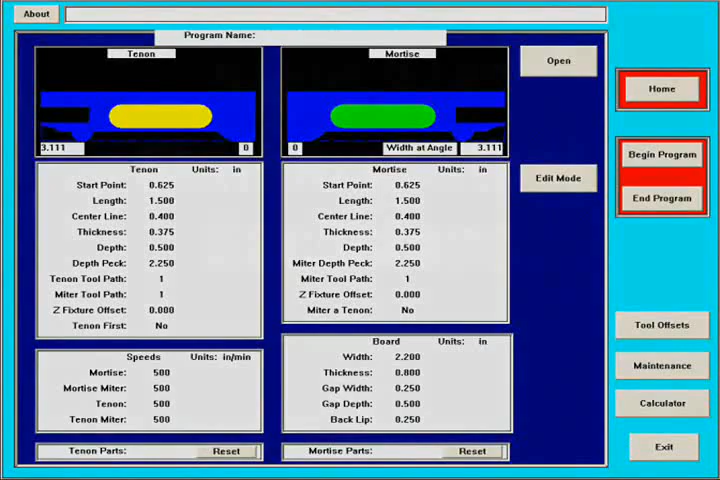 About
Program Name:
Tenon
Mortise
Open
Home
3.111
0
0
Width at Angle
3.111
Begin Program
End Program
Edit Mode
Tenon Units: in
Start Point: 0.625
Length: 1.500
Center Line: 0.400
Thickness: 0.375
Depth: 0.500
Depth Peck: 2.250
Tenon Tool Path: 1
Miter Tool Path: 1
Z Fixture Offset: 0.000
Tenon First: No
Mortise Units: in
Start Point: 0.625
Length: 1.500
Center Line: 0.400
Thickness: 0.375
Depth: 0.500
Miter Depth Peck: 2.250
Miter Tool Path: 1
Z Fixture Offset: 0.000
Miter a Tenon: No
Speeds Units: in/min
Mortise: 500
Mortise Miter: 500
Tenon: 500
Tenon Miter: 500
Board Units: in
Width: 2.200
Thickness: 0.800
Gap Width: 0.250
Gap Depth: 0.500
Back Lip: 0.250
Tool Offsets
Maintenance
Calculator
Exit
Tenon Parts: Reset
Mortise Parts: Reset